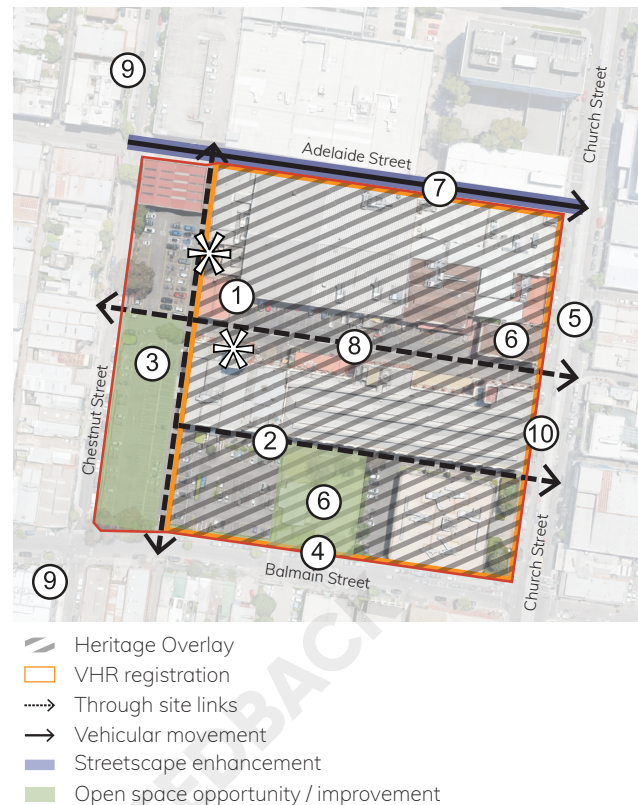 9
Adelaide Street
Church Street
7
1
5
6
8
3
Chestnut Street
10
2
6
4
Balmain Street
Church Street
9
Heritage Overlay
VHR registration
Through site links
Vehicular movement
Streetscape enhancement
Open space opportunity / improvement